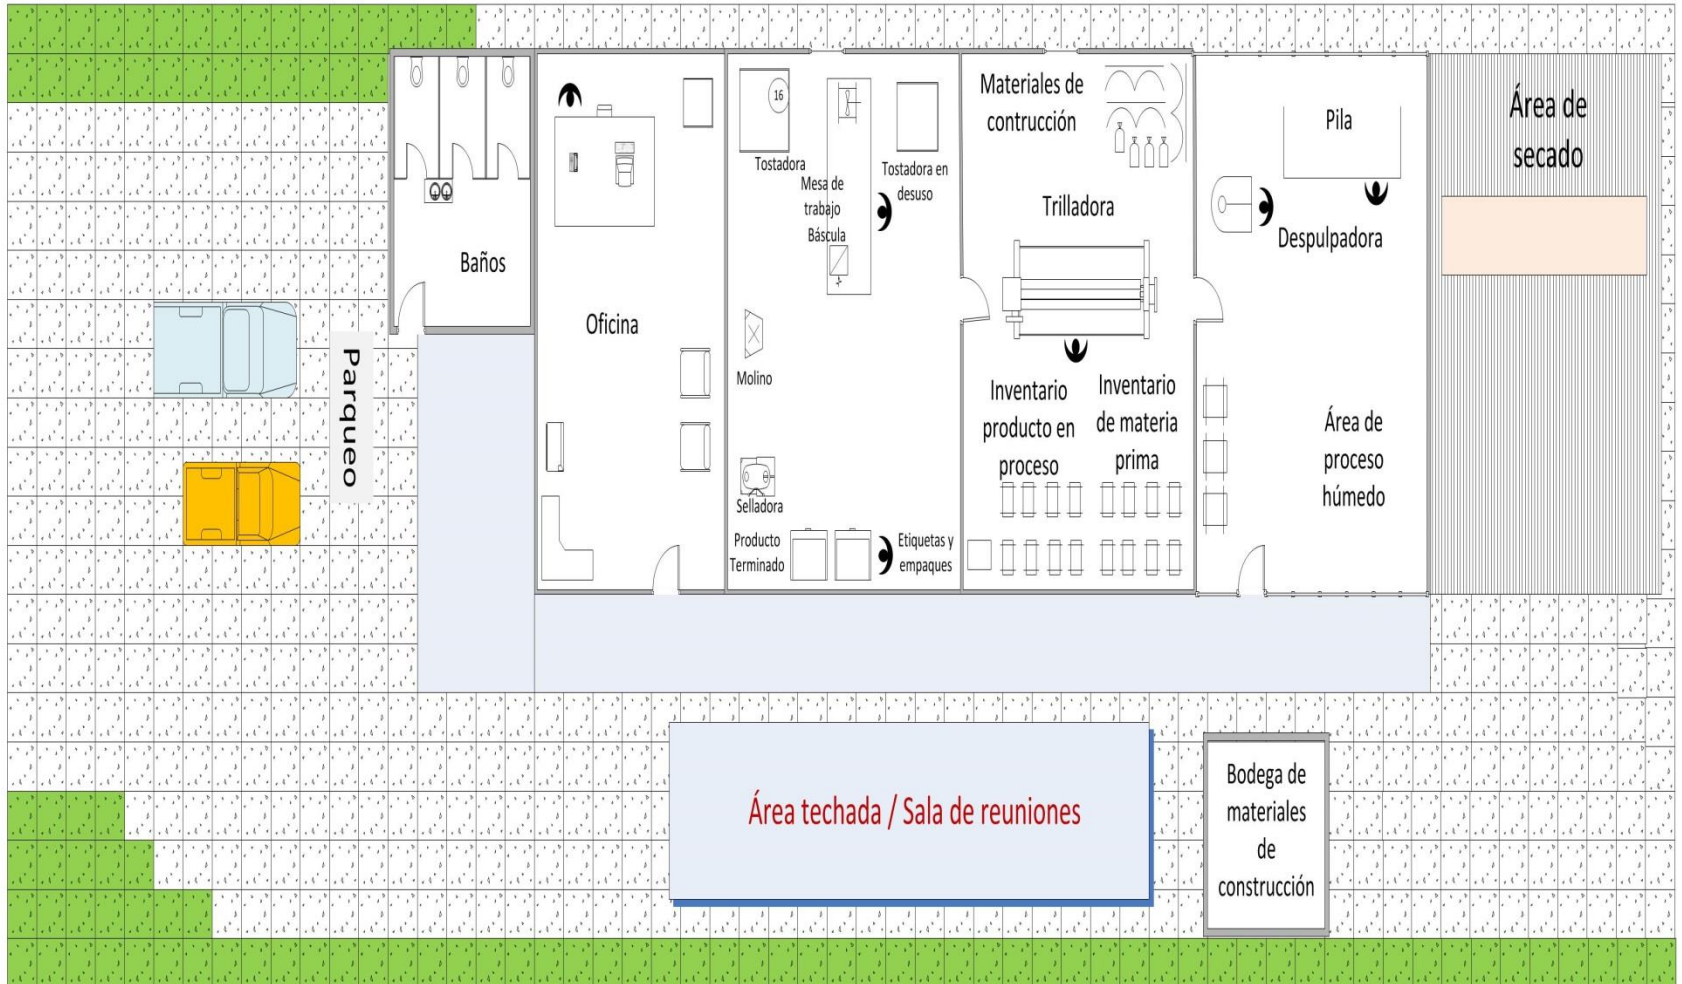 Parqueo
Baños
Oficina
16
Tostadora
Mesa de
trabajo
Báscula
Tostadora en
desuso
Molino
Selladora
Producto
Terminado
Etiquetas y
empaques
Materiales de
contrucción
Trilladora
Inventario
producto en
proceso
Inventario
de materia
prima
Pila
Despulpadora
Área de
proceso
húmedo
Área de
secado
Área techada / Sala de reuniones
Bodega de
materiales
de
construcción